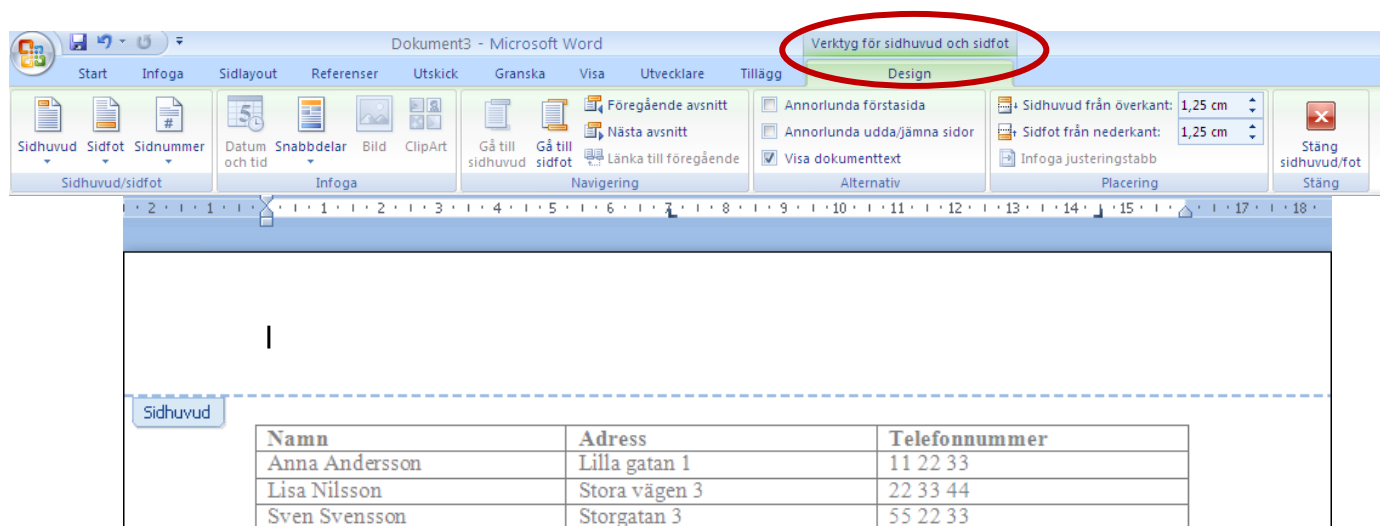 Dokument3 - Microsoft Word
Verktyg för sidhuvud och sidfot
Start Infoga Sidlayout Referenser Utskick Granska Visa Utvecklare Tillägg Design
Sidhuvud Sidfot Sidnummer
Sidhuvud/sidfot
Datum och tid Snabbdelar Bild ClipArt
Infoga
Gå till sidhuvud Gå till sidfot
Föregående avsnitt
Nästa avsnitt
Länka till föregående
Navigering
Annorlunda förstasida
Annorlunda udda/jämna sidor
Visa dokumenttext
Alternativ
Sidhuvud från överkant: 1,25 cm
Sidfot från nederkant: 1,25 cm
Infoga justeringstabb
Placering
Stäng sidhuvud/fot
Stäng
2 1 1 2 3 4 5 6 7 8 9 10 11 12 13 14 15 17 18
Sidhuvud
Namn Adress Telefonnummer
Anna Andersson Lilla gatan 1 11 22 33
Lisa Nilsson Stora vägen 3 22 33 44
Sven Svensson Storgatan 3 55 22 33